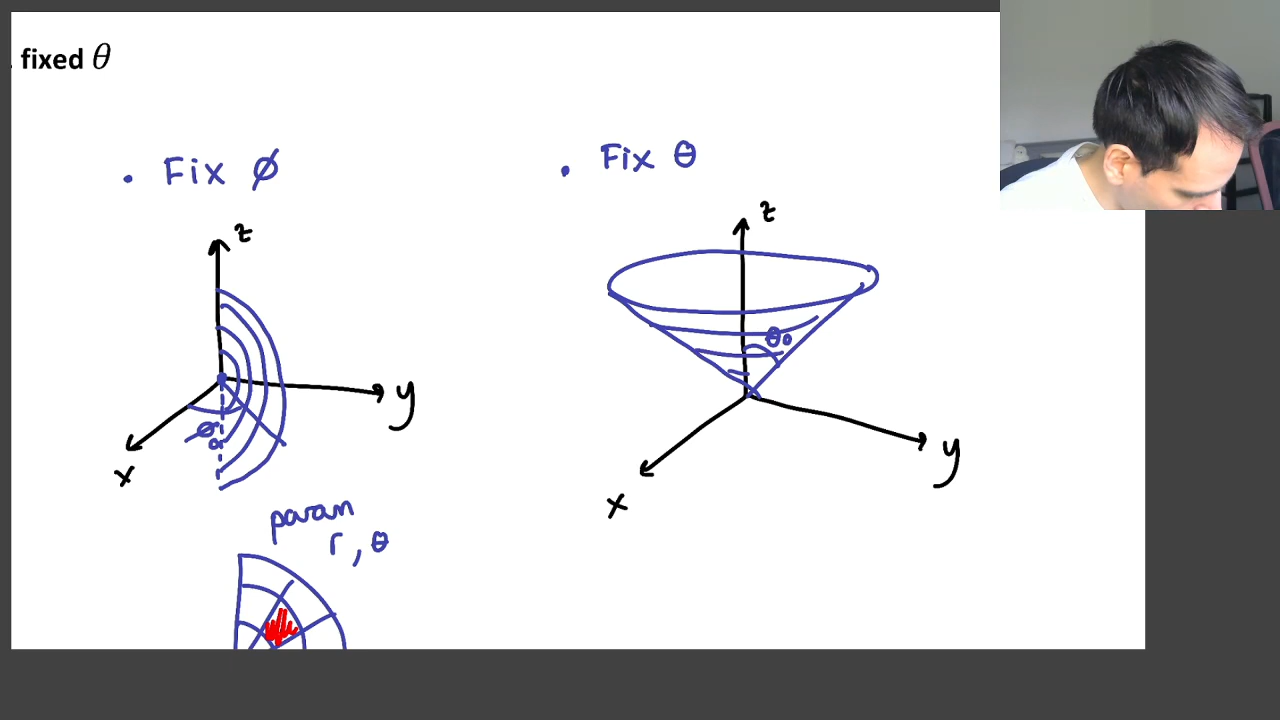 fixed θ
• Fix ϕ
• Fix θ
z
y
x
ϕ₀
param
r, θ
z
θ₀
y
x